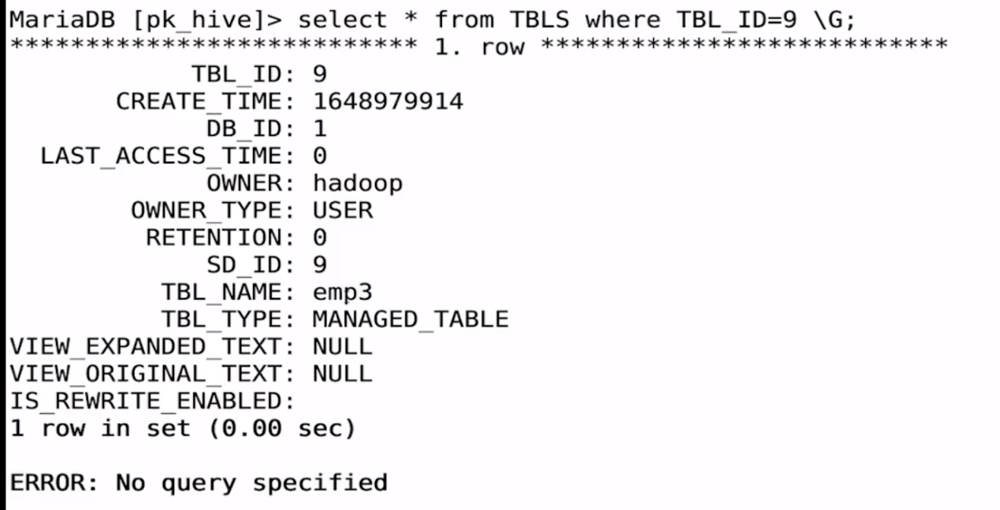 MariaDB [pk_hive]> select * from TBLS where TBL_ID=9 \G;
*************************** 1. row ***************************
TBL_ID: 9
CREATE_TIME: 1648979914
DB_ID: 1
LAST_ACCESS_TIME: 0
OWNER: hadoop
OWNER_TYPE: USER
RETENTION: 0
SD_ID: 9
TBL_NAME: emp3
TBL_TYPE: MANAGED_TABLE
VIEW_EXPANDED_TEXT: NULL
VIEW_ORIGINAL_TEXT: NULL
IS_REWRITE_ENABLED:
1 row in set (0.00 sec)
ERROR: No query specified